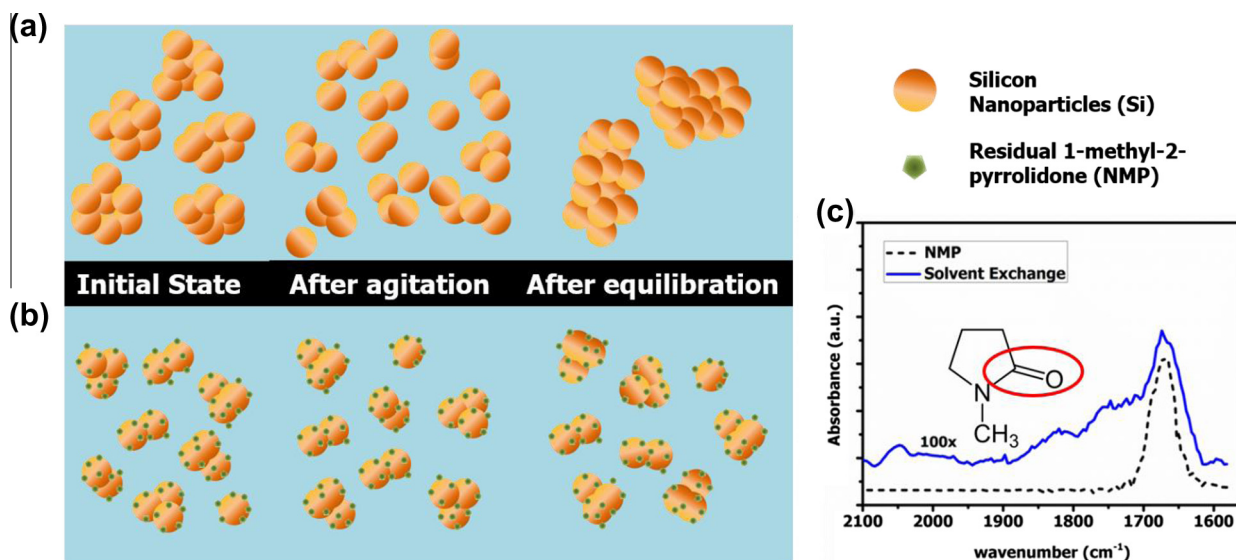 (a)
Initial State
After agitation
After equilibration
(b)
Silicon
Nanoparticles (Si)
Residual 1-methyl-2-
pyrrolidone (NMP)
(c)
NMP
Solvent Exchange
O
N
CH3
100x
Absorbance (a.u.)
2100
2000
1900
1800
1700
1600
wavenumber (cm-1)